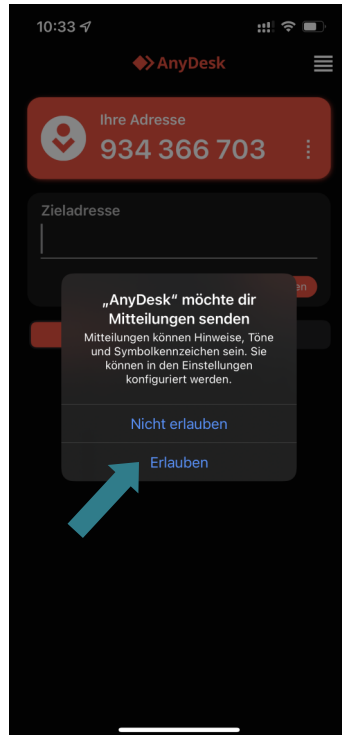 10:33
AnyDesk
Ihre Adresse
934 366 703
Zieladresse
en
„AnyDesk“ möchte dir
Mitteilungen senden
Mitteilungen können Hinweise, Töne
und Symbolkennzeichen sein. Sie
können in den Einstellungen
konfiguriert werden.
Nicht erlauben
Erlauben